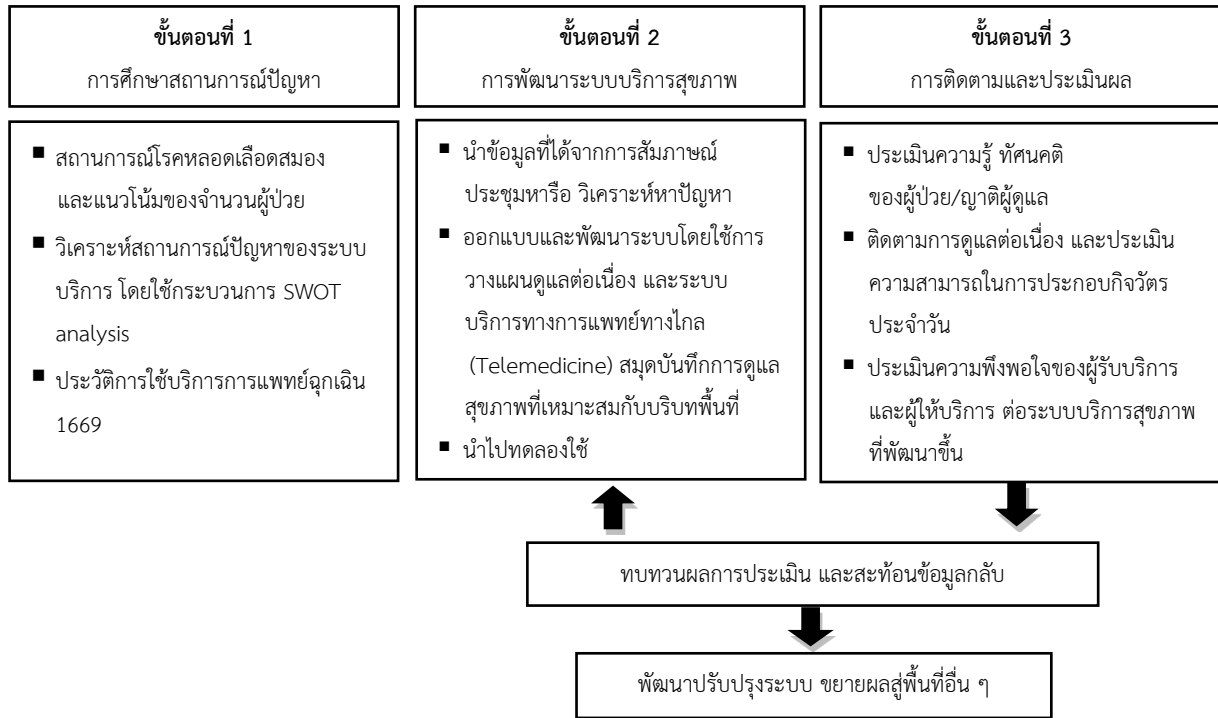 ขั้นตอนที่ 1
การศึกษาสถานการณ์ปัญหา
■ สถานการณ์โรคหลอดเลือดสมอง
และแนวโน้มของจำนวนผู้ป่วย
■ วิเคราะห์สถานการณ์ปัญหาของระบบ
บริการ โดยใช้กระบวนการ SWOT
analysis
■ ประวัติการใช้บริการการแพทย์ฉุกเฉิน
1669
ขั้นตอนที่ 2
การพัฒนาระบบบริการสุขภาพ
■ นำข้อมูลที่ได้จากการสัมภาษณ์
ประชุมหารือ วิเคราะห์หาปัญหา
■ ออกแบบและพัฒนาระบบโดยใช้การ
วางแผนดูแลต่อเนื่อง และระบบ
บริการทางการแพทย์ทางไกล
(Telemedicine) สมุดบันทึกการดูแล
สุขภาพที่เหมาะสมกับบริบทพื้นที่
■ นำไปทดลองใช้
ขั้นตอนที่ 3
การติดตามและประเมินผล
■ ประเมินความรู้ ทัศนคติ
ของผู้ป่วย/ญาติผู้ดูแล
■ ติดตามการดูแลต่อเนื่อง และประเมิน
ความสามารถในการประกอบกิจวัตร
ประจำวัน
■ ประเมินความพึงพอใจของผู้รับบริการ
และผู้ให้บริการ ต่อระบบบริการสุขภาพ
ที่พัฒนาขึ้น
ทบทวนผลการประเมิน และสะท้อนข้อมูลกลับ
พัฒนาปรับปรุงระบบ ขยายผลสู่พื้นที่อื่น ๆ